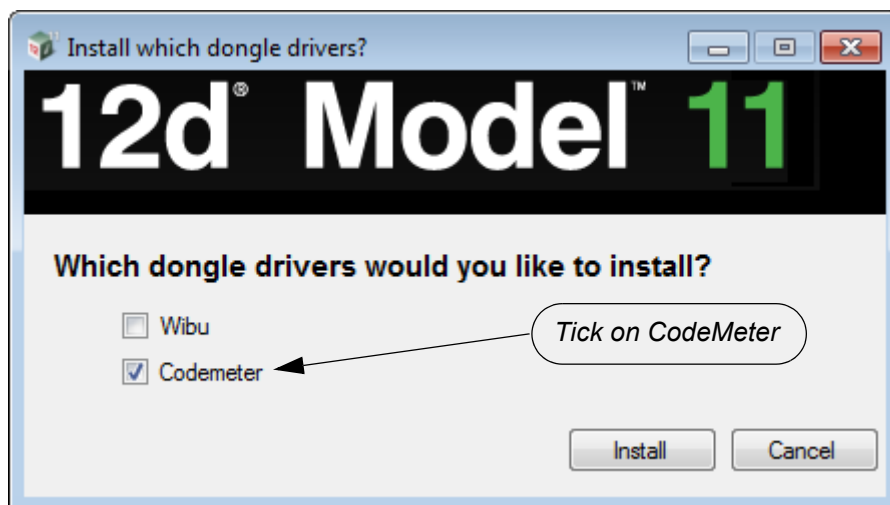 Install which dongle drivers?
12d® Model™ 11
Which dongle drivers would you like to install?
Wibu
Tick on CodeMeter
Codemeter
Install
Cancel